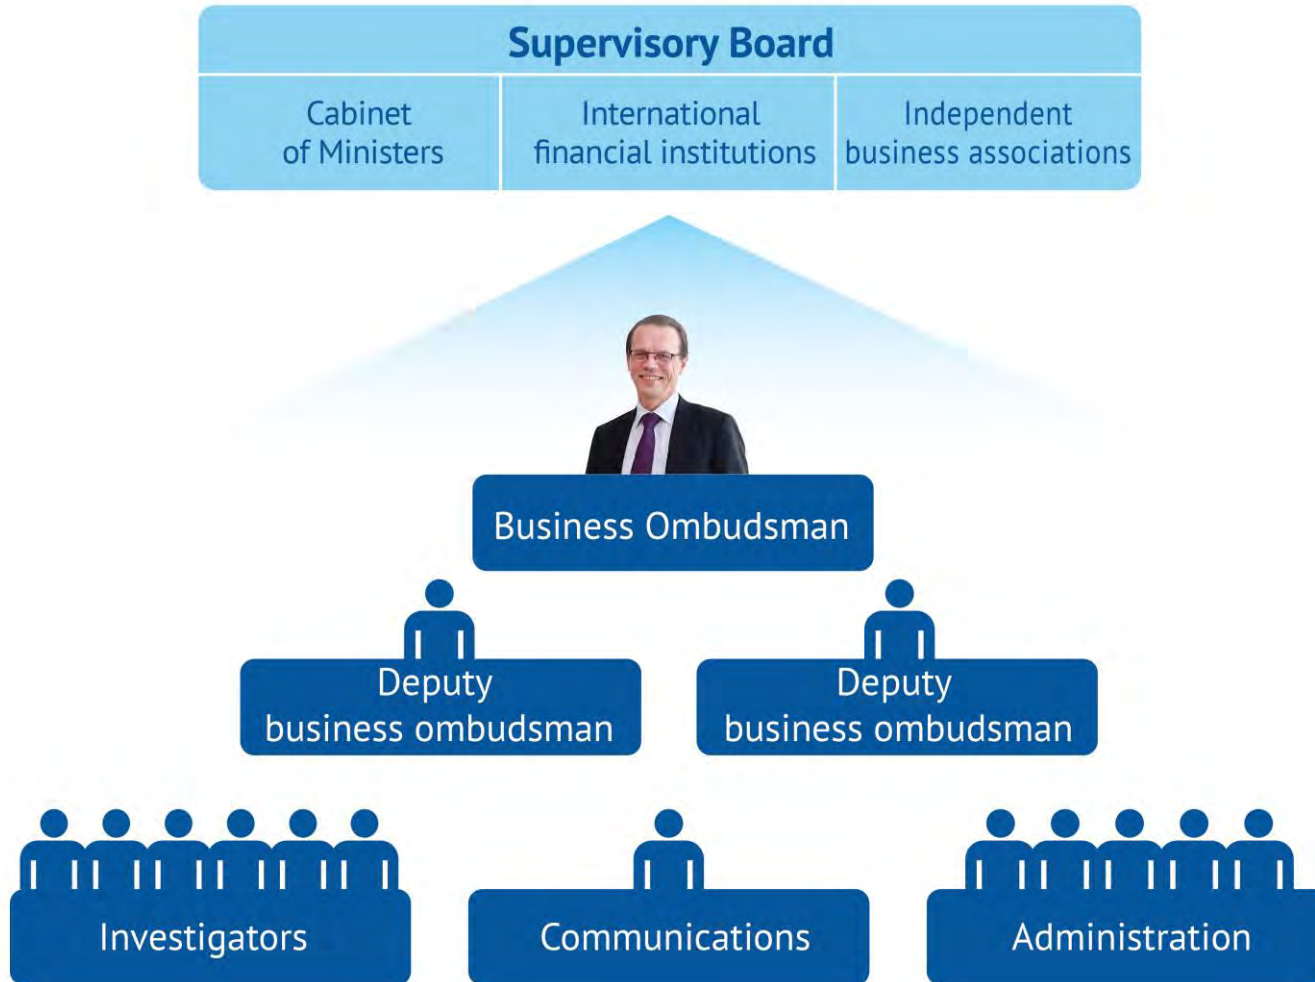 Supervisory Board
Cabinet
of Ministers
International
financial institutions
Independent
business associations
Business Ombudsman
Deputy
business ombudsman
Deputy
business ombudsman
Investigators
Communications
Administration